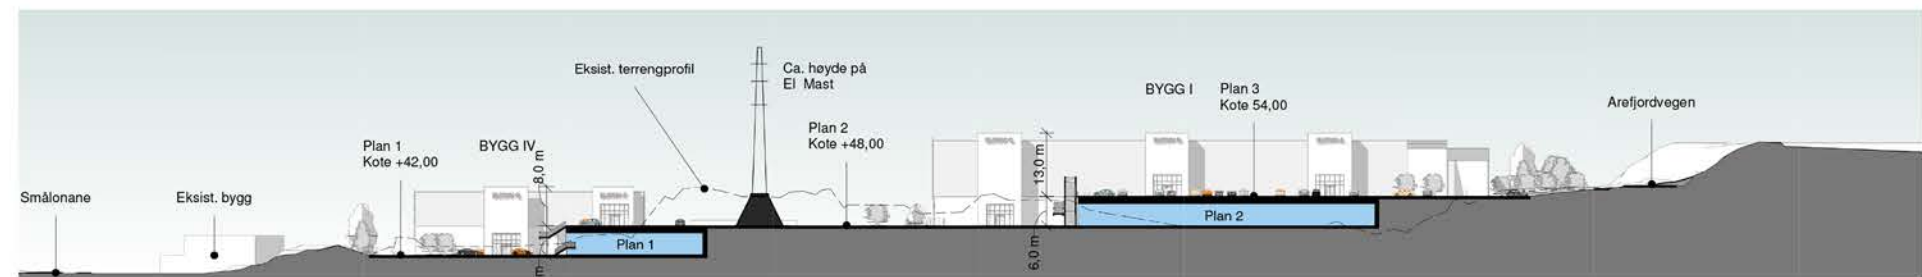 Smålonane
Eksist. bygg
Plan 1
Kote +42,00
BYGG IV
8,0 m
m
Plan 1
Eksist. terrengprofil
Ca. høyde på
El Mast
Plan 2
Kote +48,00
13,0 m
6,0 m
BYGG I
Plan 3
Kote 54,00
Plan 2
Arefjordvegen